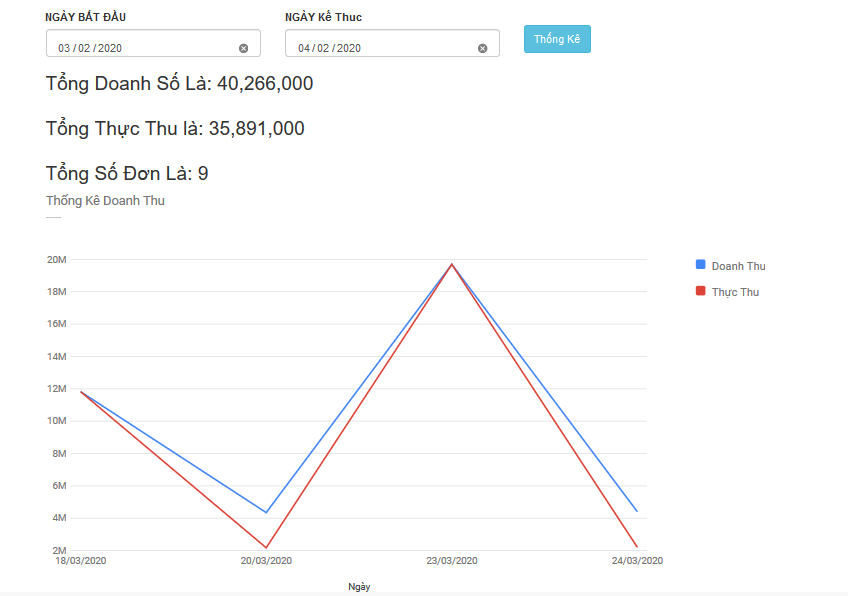 NGÀY BẮT ĐẦU
NGÀY Kế Thuc
03 / 02 / 2020
04 / 02 / 2020
Thống Kê
Tổng Doanh Số Là: 40,266,000
Tổng Thực Thu là: 35,891,000
Tổng Số Đơn Là: 9
Thống Kê Doanh Thu
20M
18M
16M
14M
12M
10M
8M
6M
4M
2M
Doanh Thu
Thực Thu
18/03/2020
20/03/2020
23/03/2020
24/03/2020
Ngày